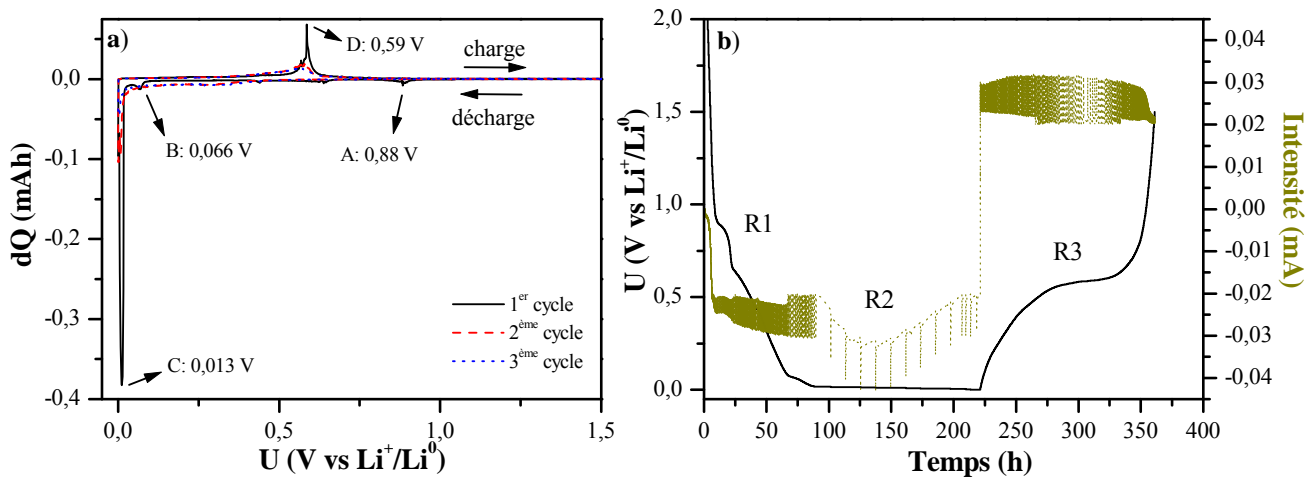 a)
D: 0,59 V
charge
décharge
B: 0,066 V
A: 0,88 V
C: 0,013 V
1er cycle
2ème cycle
3ème cycle
0,0
-0,1
-0,2
-0,3
-0,4
dQ (mAh)
0,0 0,5 1,0 1,5
U (V vs Li+/Li0)
b)
R1
R2
R3
2,0
1,5
1,0
0,5
0,0
U (V vs Li+/Li0)
0 50 100 150 200 250 300 350 400
Temps (h)
0,04
0,03
0,02
0,01
0,00
-0,01
-0,02
-0,03
-0,04
Intensité (mA)